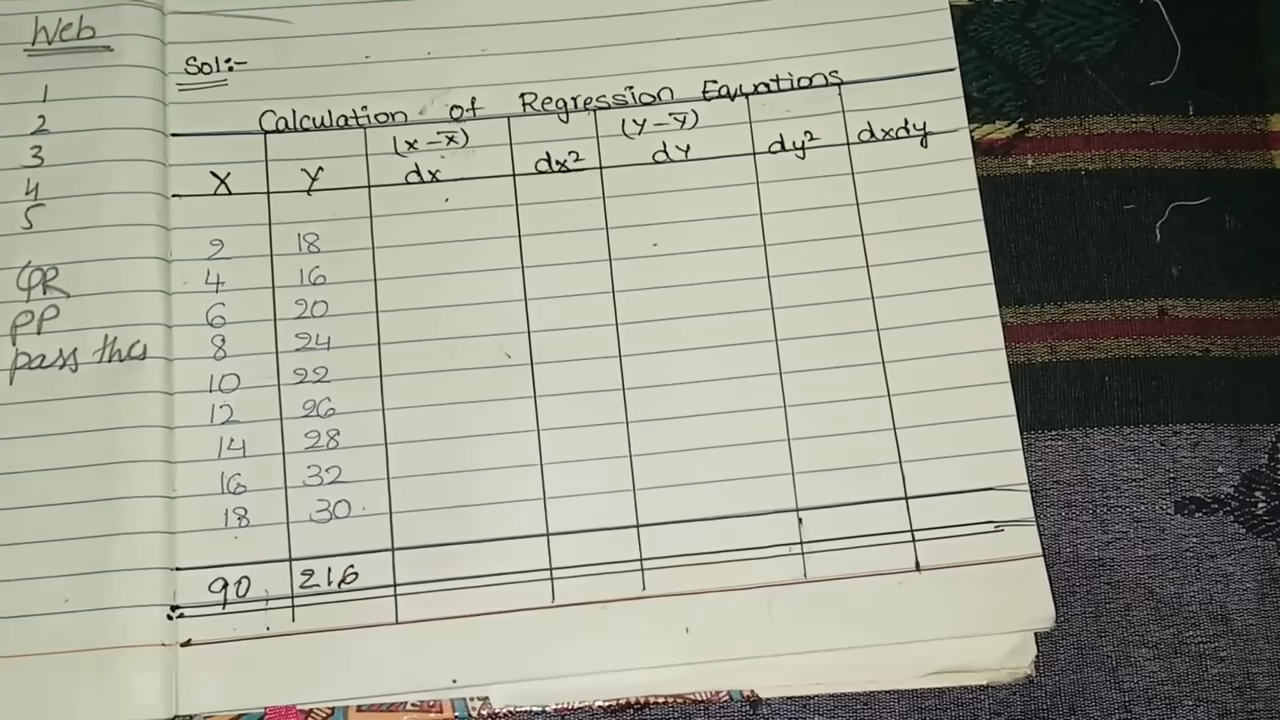 Web
1
2
3
4
5
QR
PP
pass the
Sol:-
Calculation of Regression Equations
X Y (x-x̅) dx dx² (y-y̅) dy dy² dxdy
2 18
4 16
6 20
8 24
10 22
12 26
14 28
16 32
18 30
90 216